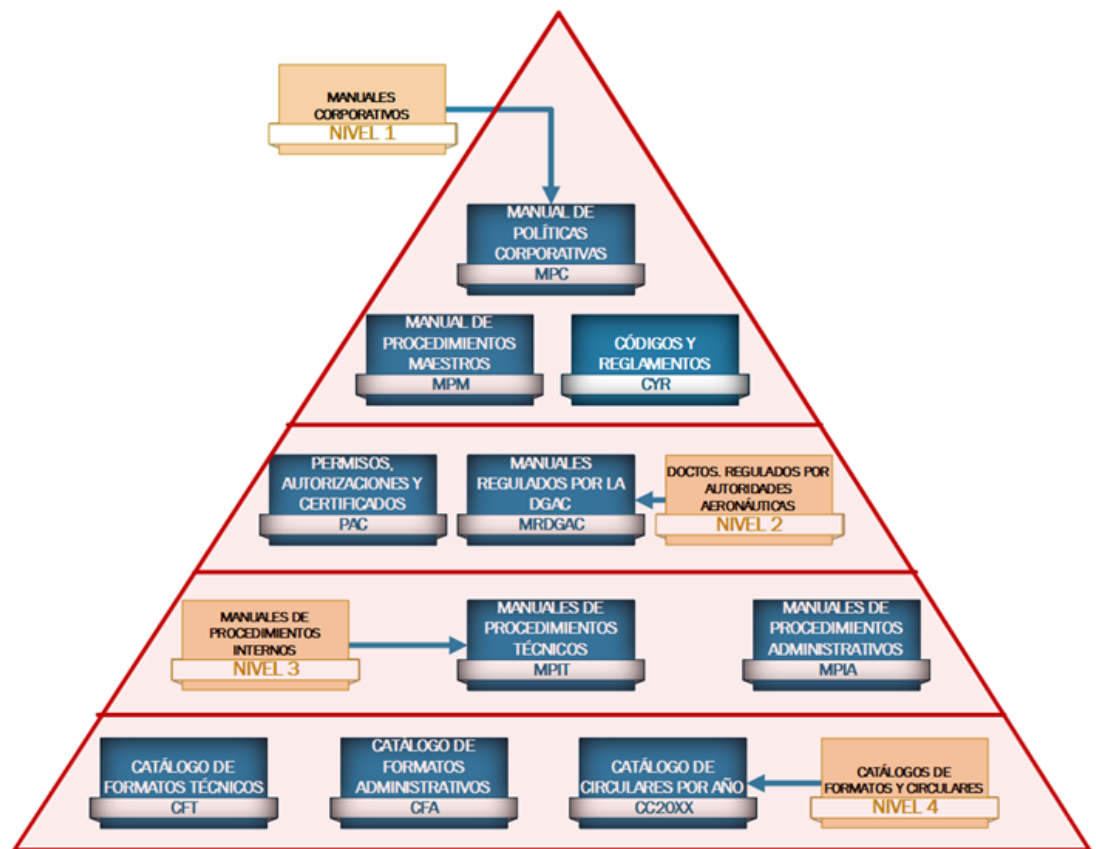 MANUALES
CORPORATIVOS
NIVEL 1
MANUAL DE
POLÍTICAS
CORPORATIVAS
MPC
MANUAL DE
PROCEDIMIENTOS
MAESTROS
MPM
CÓDIGOS Y
REGLAMENTOS
CYR
PERMISOS,
AUTORIZACIONES Y
CERTIFICADOS
PAC
MANUALES
REGULADOS POR LA
DGAC
MRDGAC
DOCTOS. REGULADOS POR
AUTORIDADES
AERONÁUTICAS
NIVEL 2
MANUALES DE
PROCEDIMIENTOS
INTERNOS
NIVEL 3
MANUALES DE
PROCEDIMIENTOS
TÉCNICOS
MPIT
MANUALES DE
PROCEDIMIENTOS
ADMINISTRATIVOS
MPIA
CATÁLOGO DE
FORMATOS TÉCNICOS
CFT
CATÁLOGO DE
FORMATOS
ADMINISTRATIVOS
CFA
CATÁLOGO DE
CIRCULARES POR AÑO
CC20XX
CATÁLOGOS DE
FORMATOS Y CIRCULARES
NIVEL 4